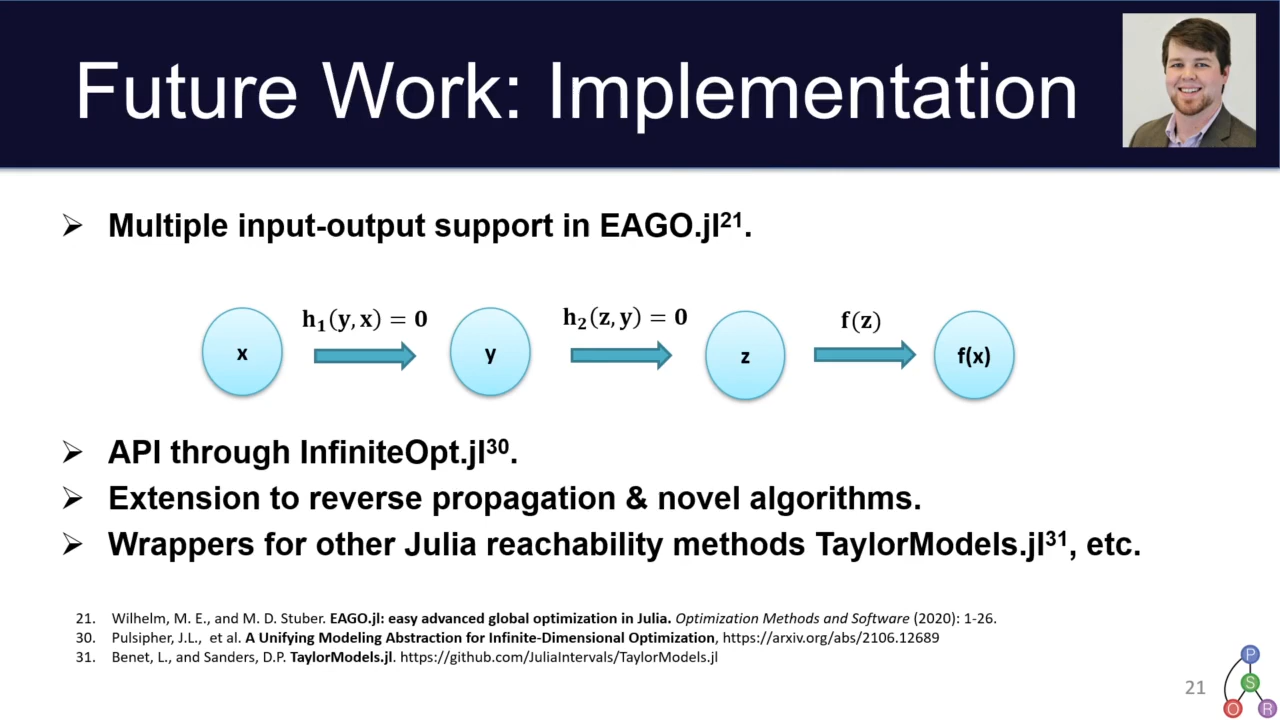 Future Work: Implementation
➢ Multiple input-output support in EAGO.jl²¹.
h₁(y, x) = 0
h₂(z, y) = 0
f(z)
x
y
z
f(x)
➢ API through InfiniteOpt.jl³⁰.
➢ Extension to reverse propagation & novel algorithms.
➢ Wrappers for other Julia reachability methods TaylorModels.jl³¹, etc.
21. Wilhelm, M. E., and M. D. Stuber. EAGO.jl: easy advanced global optimization in Julia. Optimization Methods and Software (2020): 1-26.
30. Pulsipher, J.L., et al. A Unifying Modeling Abstraction for Infinite-Dimensional Optimization, https://arxiv.org/abs/2106.12689
31. Benet, L., and Sanders, D.P. TaylorModels.jl. https://github.com/JuliaIntervals/TaylorModels.jl
21
P
S
O
R